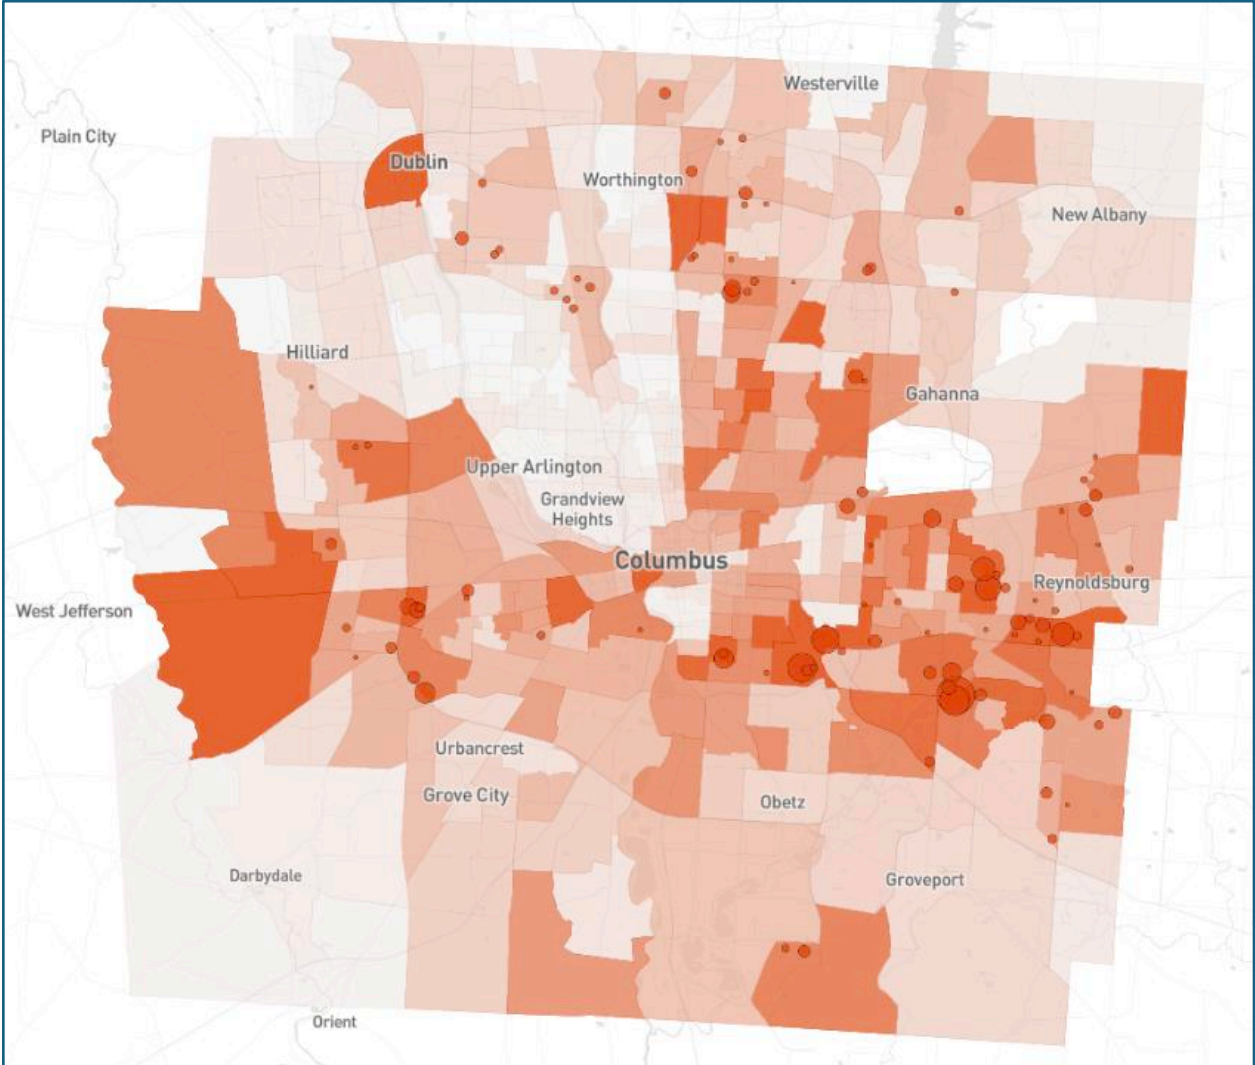 Westerville
Plain City
Dublin
Worthington
New Albany
Hilliard
Gahanna
Upper Arlington
Grandview
Heights
Columbus
Reynoldsburg
West Jefferson
Urbancrest
Grove City
Obetz
Darbydale
Groveport
Orient